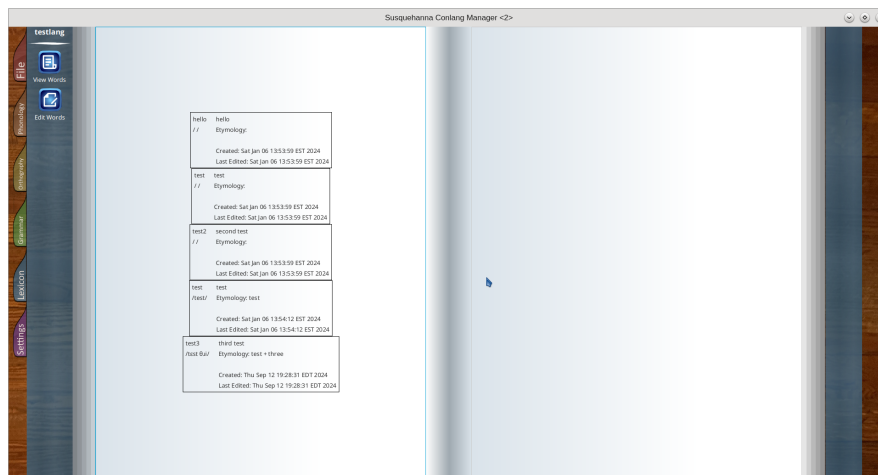 Susquehanna Conlang Manager <2>
testlang
View Words
Edit Words
File
Phonology
Orthography
Grammar
Lexicon
Settings
hello hello
/ / Etymology:
Created: Sat Jan 06 13:53:59 EST 2024
Last Edited: Sat Jan 06 13:53:59 EST 2024
test test
/ / Etymology:
Created: Sat Jan 06 13:53:59 EST 2024
Last Edited: Sat Jan 06 13:53:59 EST 2024
test2 second test
/ / Etymology:
Created: Sat Jan 06 13:53:59 EST 2024
Last Edited: Sat Jan 06 13:53:59 EST 2024
test test
/test/ Etymology: test
Created: Sat Jan 06 13:54:12 EST 2024
Last Edited: Sat Jan 06 13:54:12 EST 2024
test3 third test
Etymology: test + three
Created: Thu Sep 12 19:28:31 EDT 2024
Last Edited: Thu Sep 12 19:28:31 EDT 2024